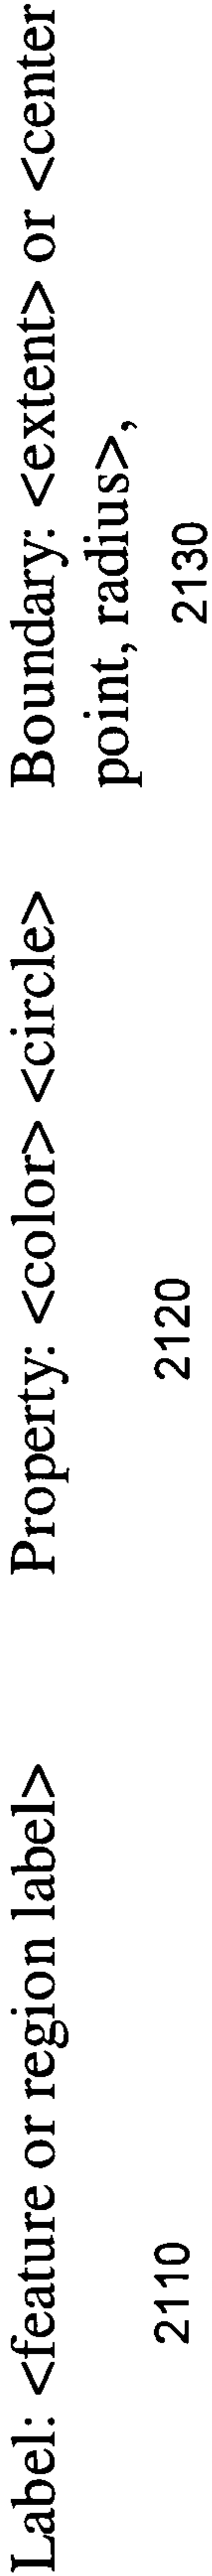 Label: <feature or region label>
2110
Property: <color> <circle>
2120
Boundary: <extent> or <center
point, radius>,
2130